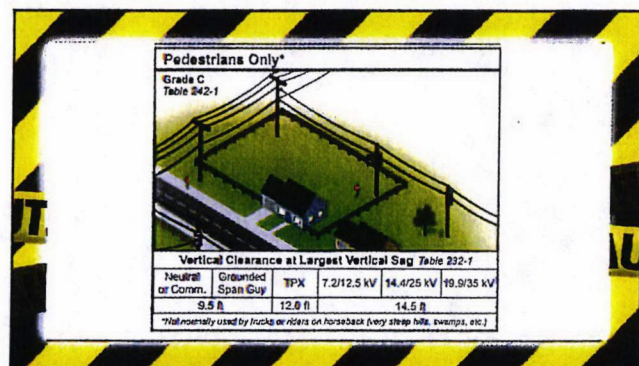 Pedestrians Only*
Grade C
Table 242-1
Vertical Clearance at Largest Vertical Sag Table 232-1
Neutral or Comm. Grounded Span Guy TPX 7.2/12.5 kV 14.4/25 kV 19.9/35 kV
9.5 ft 12.0 ft 14.5 ft
*Not normally used by trucks or riders on horseback (very steep hills, swamps, etc.)
UT
AU